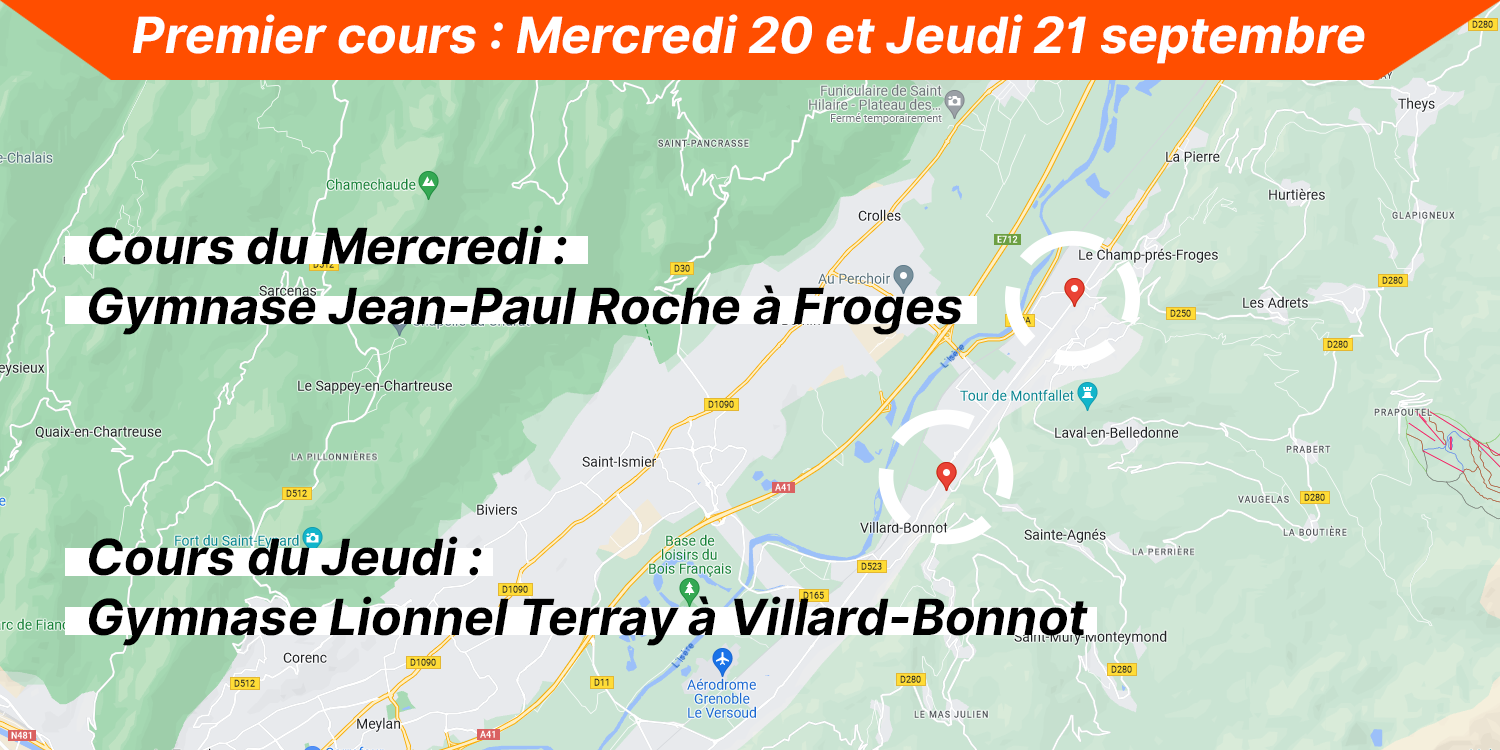 Premier cours : Mercredi 20 et Jeudi 21 septembre
D280
Funiculaire de Saint
Hilaire - Plateau des...
Fermé temporairement
Theys
SAINT-PANCRASSE
-Chalais
La Pierre
Chamechaude
Hurtières
Crolles
GLAPIGNEUX
E712
Cours du Mercredi :
Le Champ-prés-Froges
D512
D30
Au Perchoir
D280
Sarcenas
Les Adrets
Gymnase Jean-Paul Roche à Froges
D250
D280
L'Isère
eysieux
Le Sappey-en-Chartreuse
Tour de Montfallet
D1090
PRAPOUTEL
Quaix-en-Chartreuse
Laval-en-Belledonne
PRABERT
LA PILLONNIÈRES
Saint-Ismier
A41
D512
VAUGELAS
D280
Biviers
Villard-Bonnot
Sainte-Agnés
LA BOUTIÈRE
Fort du Saint-Eynard
Base de
loisirs du
Bois Français
LA PERRIÈRE
Cours du Jeudi :
D523
D1090
D165
Gymnase Lionnel Terray à Villard-Bonnot
rc de Fianc
Saint-Mury-Monteymond
L'Isère
Corenc
D1090
D280
D512
D11
D280
Aérodrome
Grenoble
Le Versoud
LE MAS JULIEN
Meylan
N481
A41